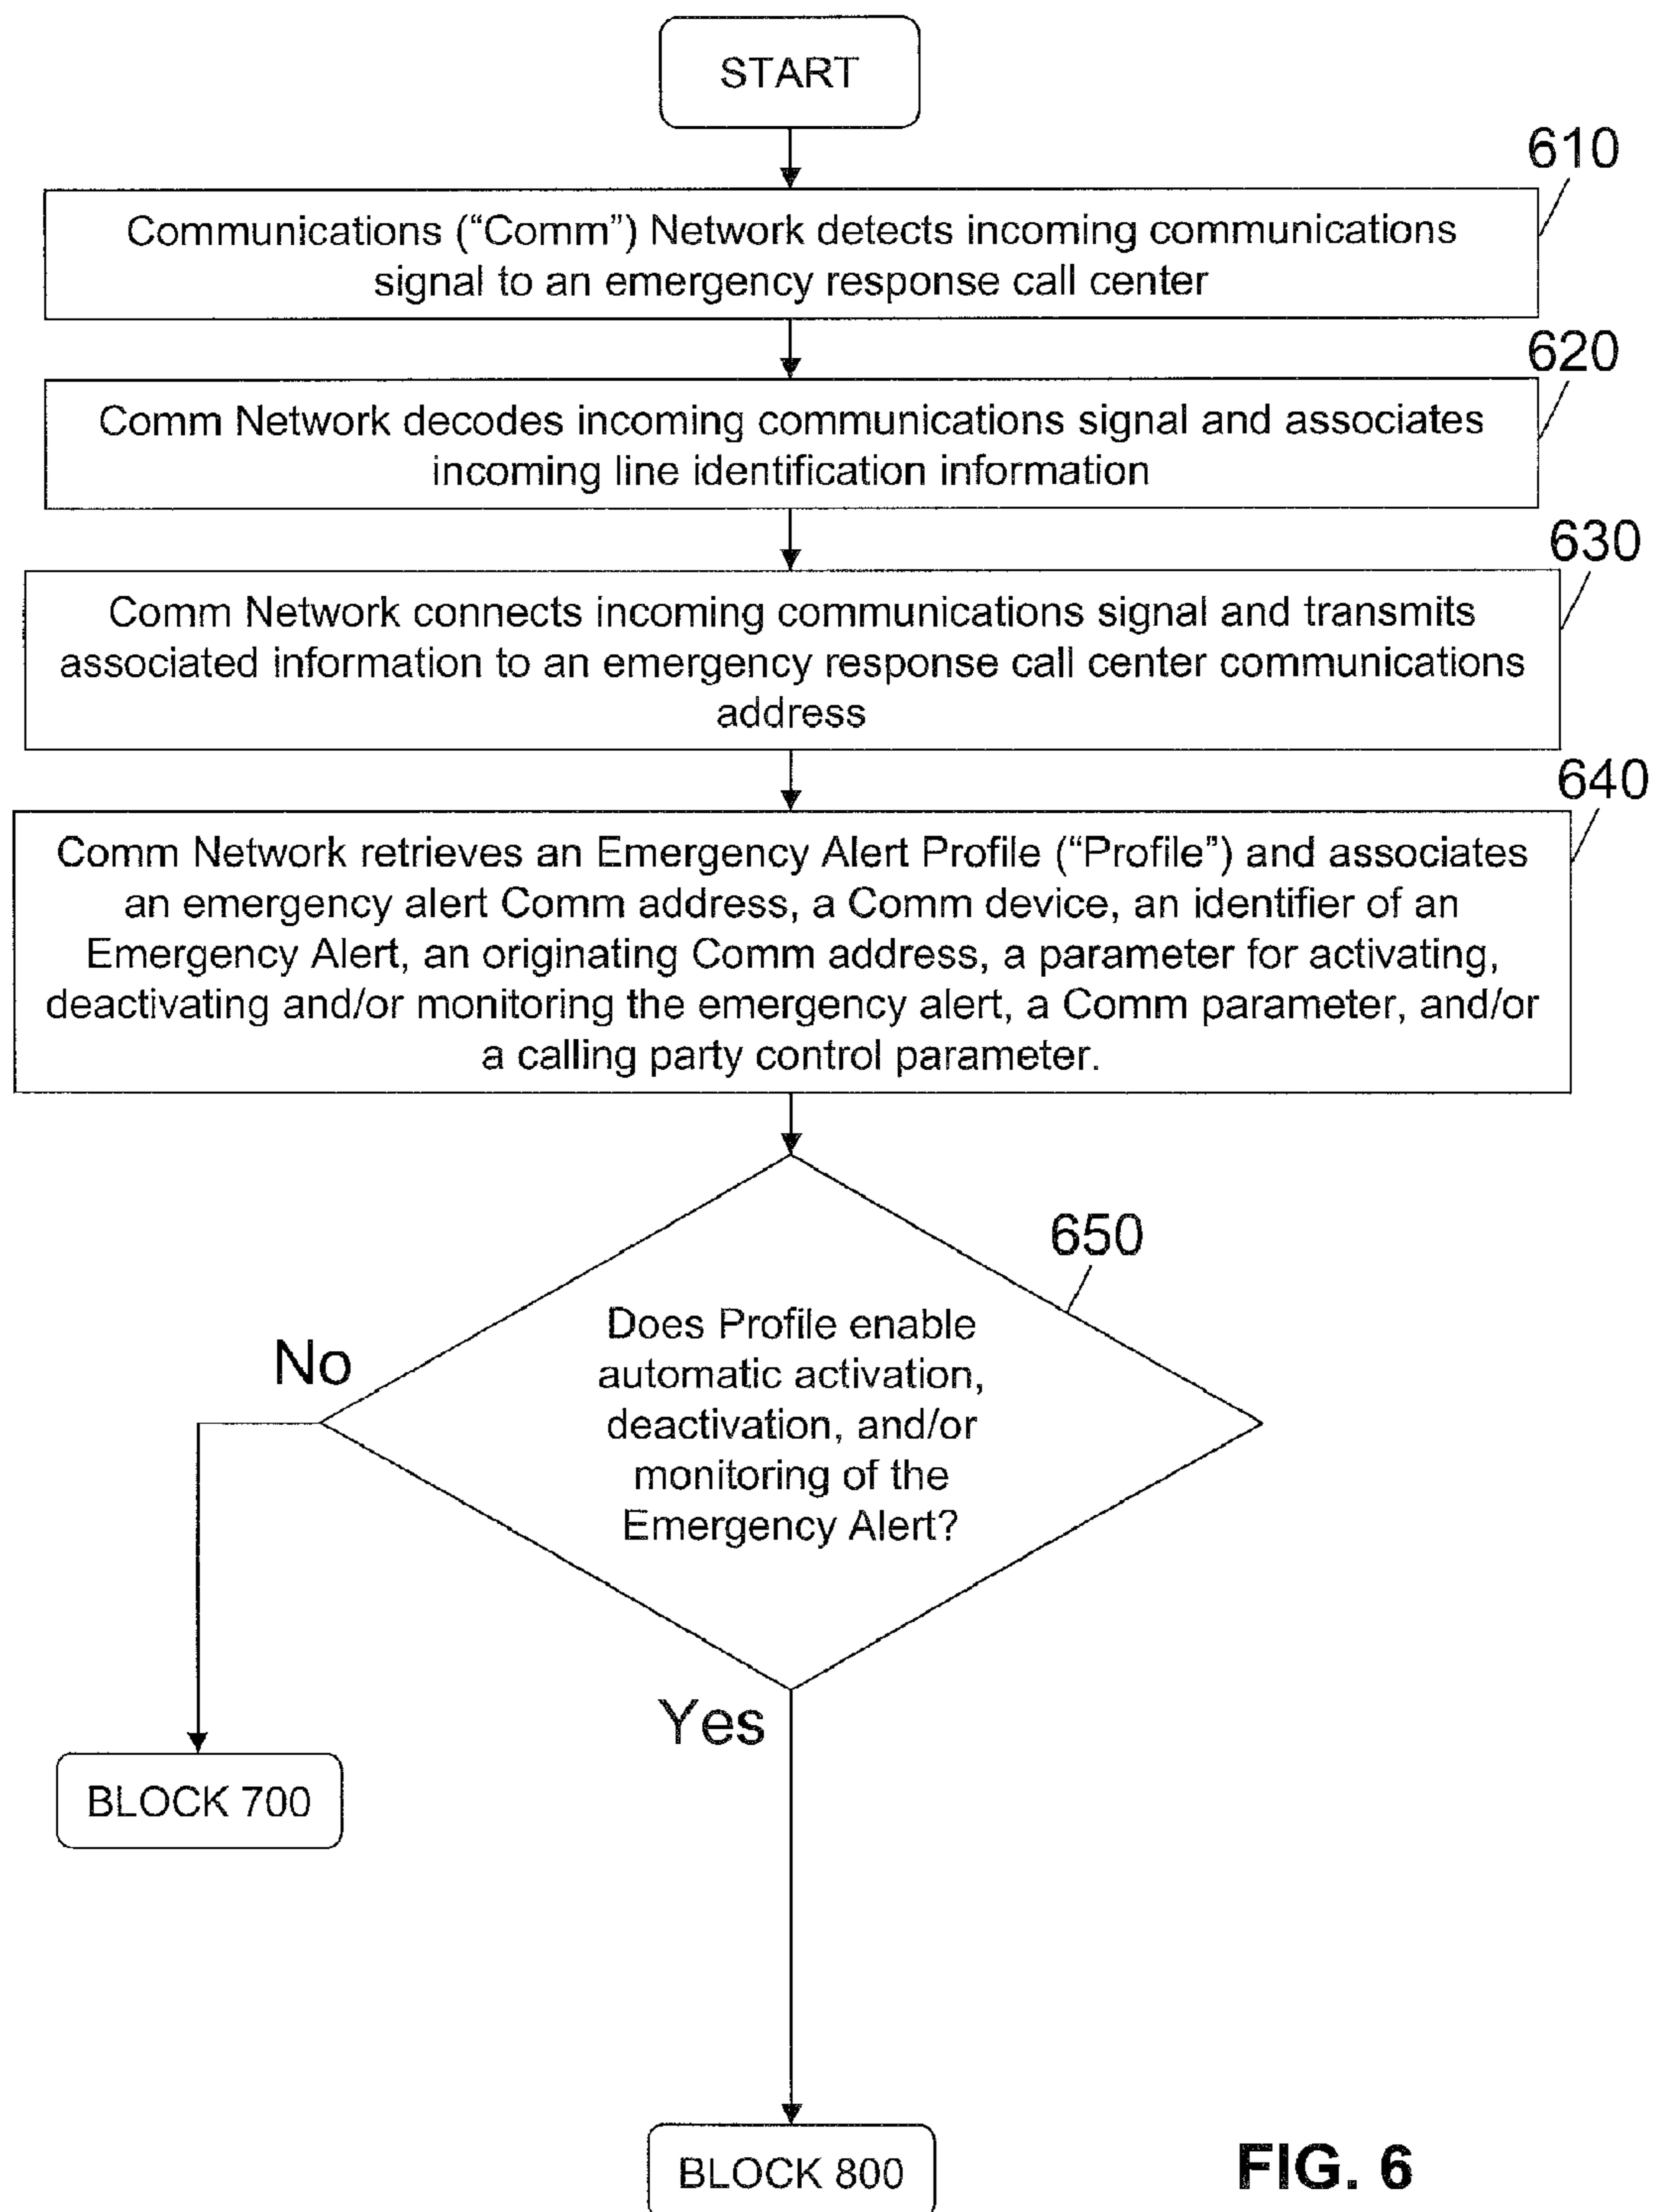 START
610
Communications (“Comm”) Network detects incoming communications
signal to an emergency response call center
620
Comm Network decodes incoming communications signal and associates
incoming line identification information
630
Comm Network connects incoming communications signal and transmits
associated information to an emergency response call center communications
address
640
Comm Network retrieves an Emergency Alert Profile (“Profile”) and associates
an emergency alert Comm address, a Comm device, an identifier of an
Emergency Alert, an originating Comm address, a parameter for activating,
deactivating and/or monitoring the emergency alert, a Comm parameter, and/or
a calling party control parameter.
650
Does Profile enable
automatic activation,
deactivation, and/or
monitoring of the
Emergency Alert?
No
Yes
BLOCK 700
BLOCK 800
FIG. 6